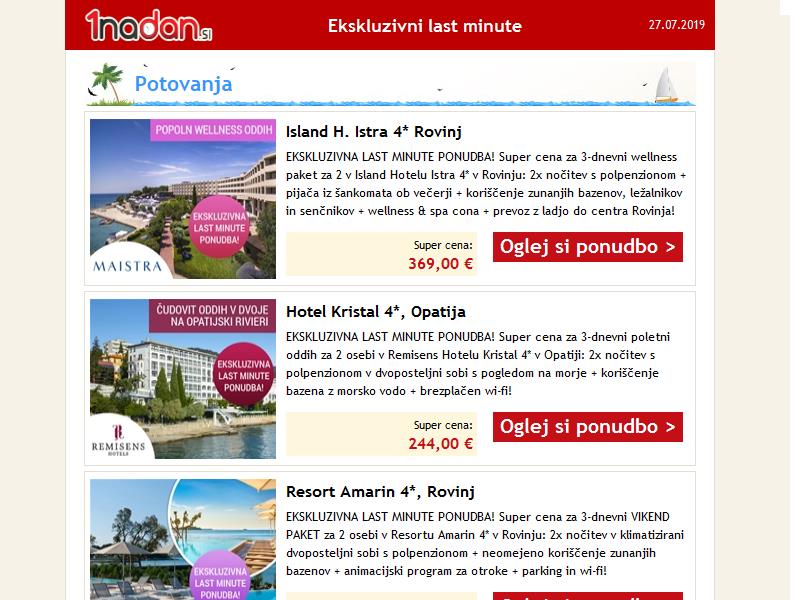 1nadan.si
Ekskluzivni last minute
27.07.2019
Potovanja
POPOLN WELLNESS ODDIH
EKSKLUZIVNA
LAST MINUTE
PONUDBA!
MAISTRA
Island H. Istra 4* Rovinj
EKSKLUZIVNA LAST MINUTE PONUDBA! Super cena za 3-dnevni wellness
paket za 2 v Island Hotelu Istra 4* v Rovinju: 2x nočitev s polpenzionom +
pijača iz šankomata ob večerji + koriščenje zunanjih bazenov, ležalnikov
in senčnikov + wellness & spa cona + prevoz z ladjo do centra Rovinja!
Super cena:
369,00 €
Oglej si ponudbo >
ČUDOVIT ODDIH V DVOJE
NA OPATIJSKI RIVIERI
EKSKLUZIVNA
LAST MINUTE
PONUDBA!
REMISENS
HOTELS
Hotel Kristal 4*, Opatija
EKSKLUZIVNA LAST MINUTE PONUDBA! Super cena za 3-dnevni poletni
oddih za 2 osebi v Remisens Hotelu Kristal 4* v Opatiji: 2x nočitev s
polpenzionom v dvoposteljni sobi s pogledom na morje + koriščenje
bazena z morsko vodo + brezplačen wi-fi!
Super cena:
244,00 €
Oglej si ponudbo >
EKSKLUZIVNA
LAST MINUTE
PONUDBA!
Resort Amarin 4*, Rovinj
EKSKLUZIVNA LAST MINUTE PONUDBA! Super cena za 3-dnevni VIKEND
PAKET za 2 osebi v Resortu Amarin 4* v Rovinju: 2x nočitev v klimatizirani
dvoposteljni sobi s polpenzionom + neomejeno koriščenje zunanjih
bazenov + animacijski program za otroke + parking in wi-fi!